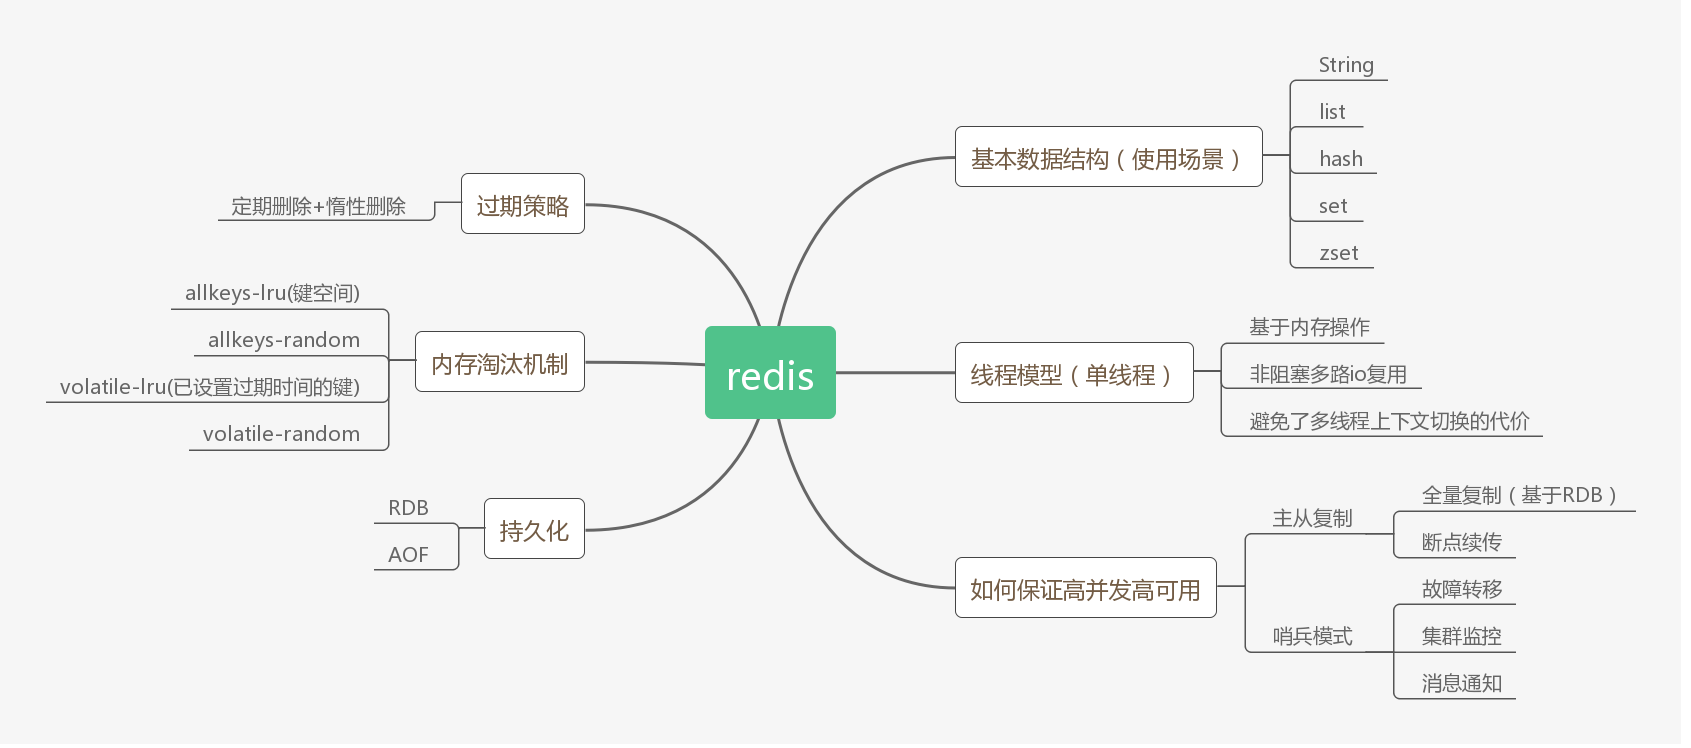 redis
基本数据结构（使用场景）
String
list
hash
set
zset
线程模型（单线程）
基于内存操作
非阻塞多路io复用
避免了多线程上下文切换的代价
如何保证高并发高可用
主从复制
全量复制（基于RDB）
断点续传
哨兵模式
故障转移
集群监控
消息通知
过期策略
定期删除+惰性删除
内存淘汰机制
allkeys-lru(键空间)
allkeys-random
volatile-lru(已设置过期时间的键)
volatile-random
持久化
RDB
AOF